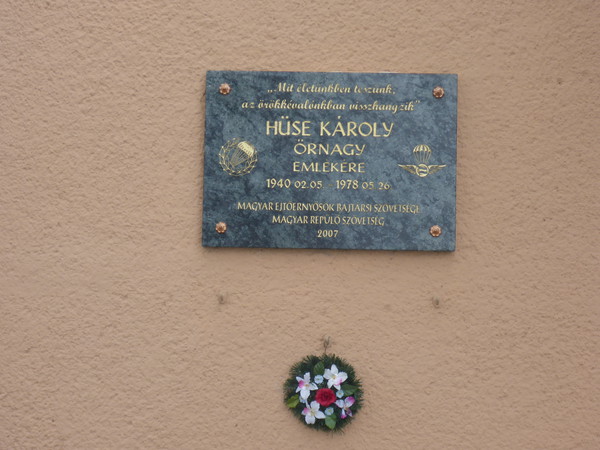 „Mit életünkben teszünk,
az örökkévalónkban visszhangzik"
HÜSE KÁROLY
ŐRNAGY
EMLÉKÉRE
1940 02.05 - 1978 05 26
MAGYAR EJTŐERNYŐSÖK BAJTÁRSI SZÖVETSÉGE
MAGYAR REPÜLŐ SZÖVETSÉG
2007